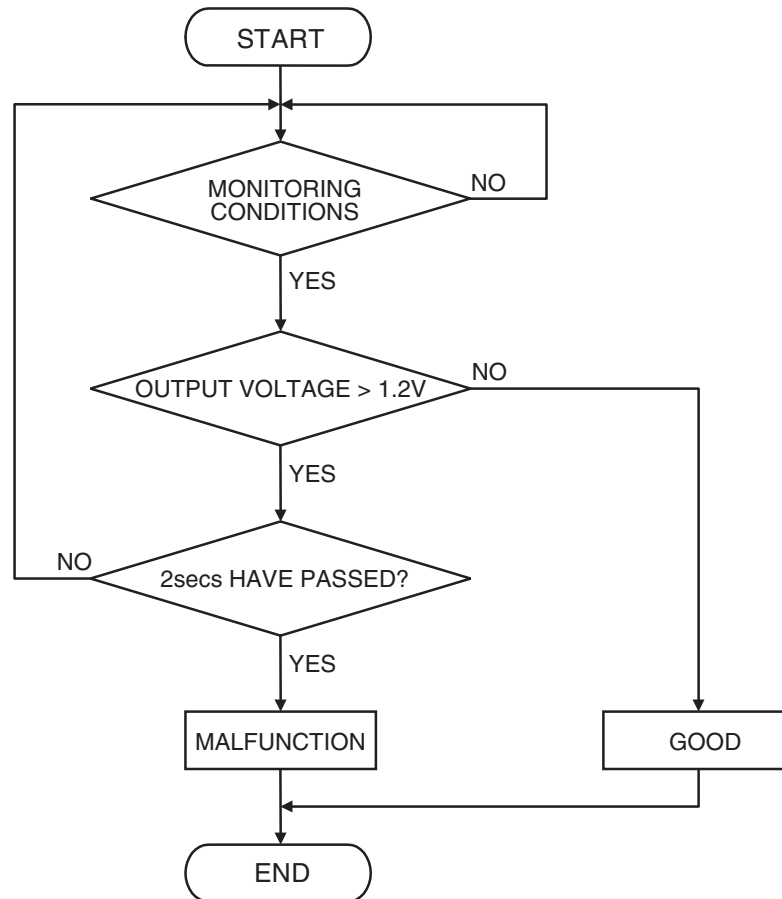 START
MONITORING
CONDITIONS
NO
YES
OUTPUT VOLTAGE > 1.2V
NO
YES
2secs HAVE PASSED?
NO
YES
MALFUNCTION
GOOD
END